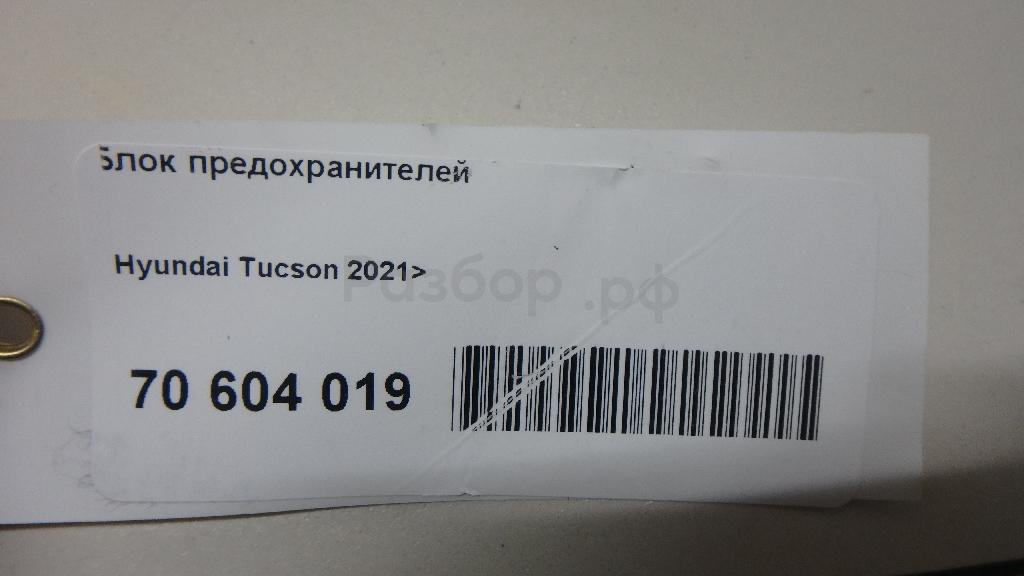 Блок предохранителей
Hyundai Tucson 2021>
Разбор.рф
70 604 019